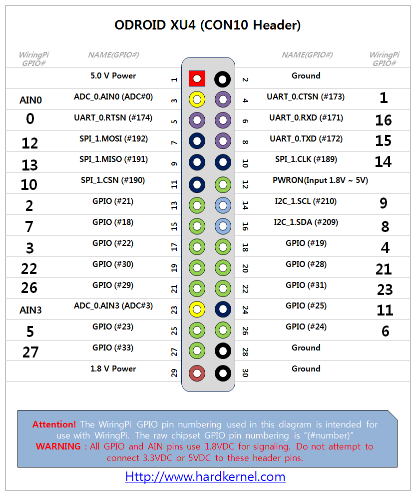 ODROID XU4 (CON10 Header)
WiringPi GPIO# NAME(GPIO#) NAME(GPIO#) WiringPi GPIO#
5.0 V Power 1 2 Ground
AIN0 ADC_0.AIN0 (ADC#0) 3 4 UART_0.CTSN (#173) 1
0 UART_0.RTSN (#174) 5 6 UART_0.RXD (#171) 16
12 SPI_1.MOSI (#192) 7 8 UART_0.TXD (#172) 15
13 SPI_1.MISO (#191) 9 10 SPI_1.CLK (#189) 14
10 SPI_1.CSN (#190) 11 12 PWRON(Input 1.8V ~ 5V)
2 GPIO (#21) 13 14 I2C_1.SCL (#210) 9
7 GPIO (#18) 15 16 I2C_1.SDA (#209) 8
3 GPIO (#22) 17 18 GPIO (#19) 4
22 GPIO (#30) 19 20 GPIO (#28) 21
26 GPIO (#29) 21 22 GPIO (#31) 23
AIN3 ADC_0.AIN3 (ADC#3) 23 24 GPIO (#25) 11
5 GPIO (#23) 25 26 GPIO (#24) 6
27 GPIO (#33) 27 28 Ground
1.8 V Power 29 30 Ground
Attention! The WiringPi GPIO pin numbering used in this diagram is intended for
use with WiringPi. The raw chipset GPIO pin numbering is "(#number)"
WARNING : All GPIO and AIN pins use 1.8VDC for signaling. Do not attempt to
connect 3.3VDC or 5VDC to these header pins.
Http://www.hardkernel.com